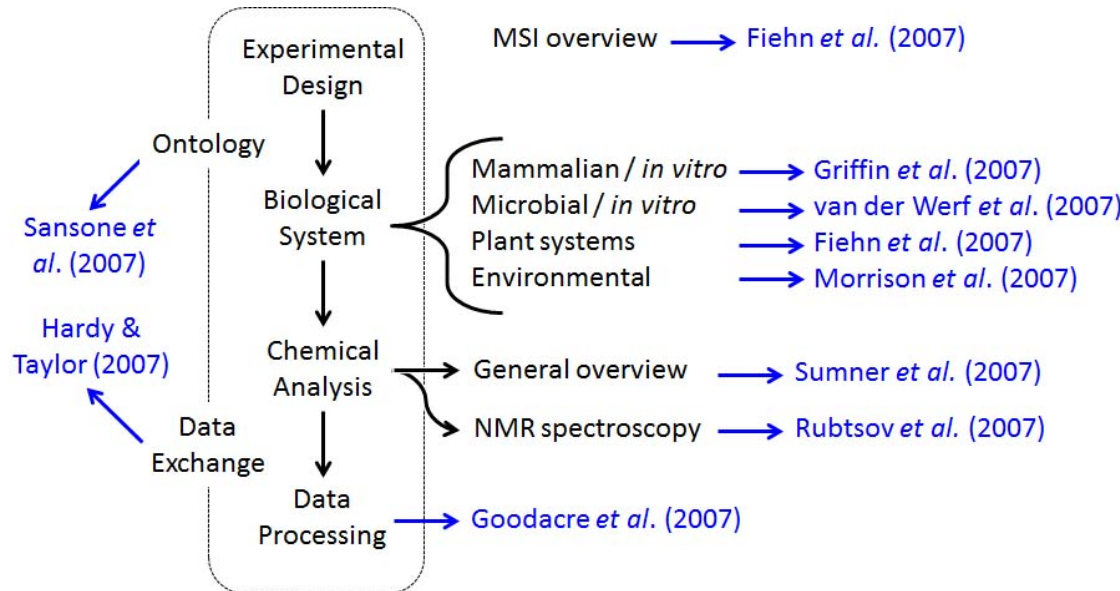 Experimental
Design
MSI overview
Fiehn et al. (2007)
Ontology
Sansone et
al. (2007)
Biological
System
Mammalian / in vitro
Griffin et al. (2007)
Microbial / in vitro
van der Werf et al. (2007)
Plant systems
Fiehn et al. (2007)
Environmental
Morrison et al. (2007)
Hardy &
Taylor (2007)
Chemical
Analysis
General overview
Sumner et al. (2007)
NMR spectroscopy
Rubtsov et al. (2007)
Data
Exchange
Data
Processing
Goodacre et al. (2007)